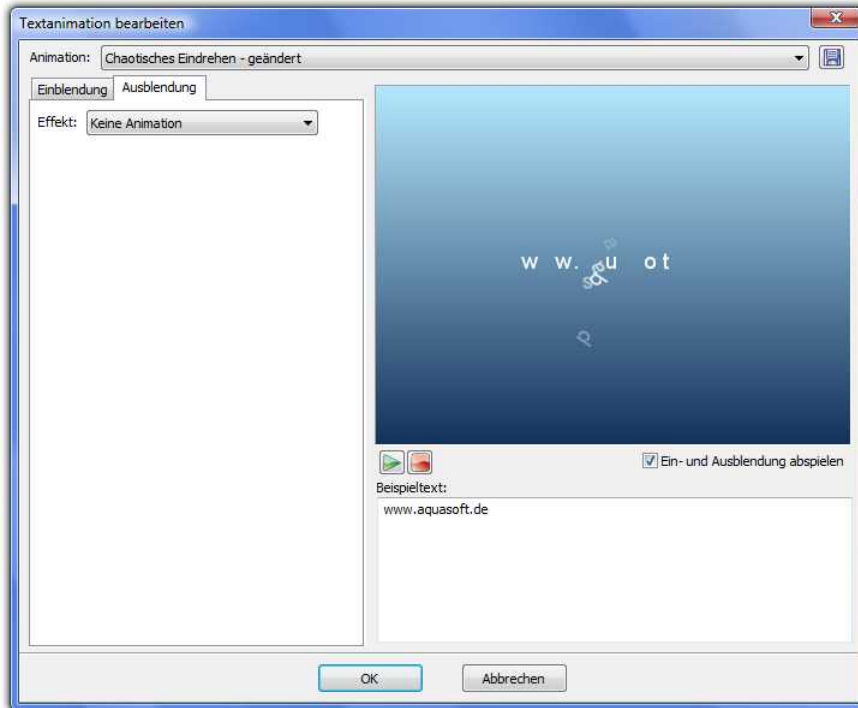 Textanimation bearbeiten
Animation: Chaotisches Eindrehen - geändert
Einblendung Ausblendung
Effekt: Keine Animation
w w. u o t
Ein- und Ausblendung abspielen
Beispieltext:
www.aquasoft.de
OK Abbrechen